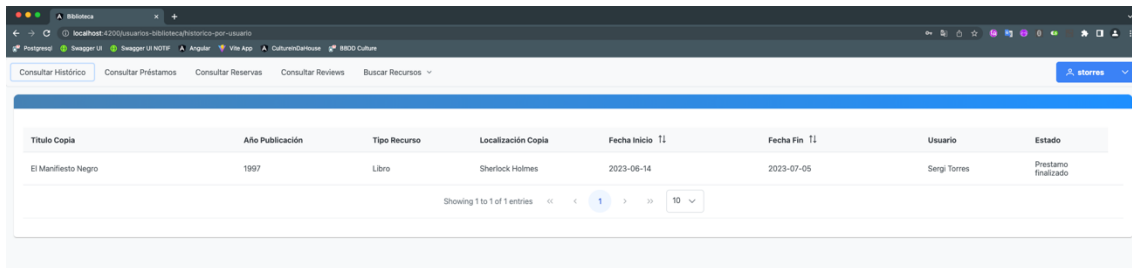 Biblioteca
localhost:4200/usuarios-biblioteca/historico-por-usuario
Postgresql Swagger UI Swagger UI NOTIF Angular Vite App CultureInDaHouse BBDD Culture
Consultar Histórico Consultar Préstamos Consultar Reservas Consultar Reviews Buscar Recursos storres
Titulo Copia Año Publicación Tipo Recurso Localización Copia Fecha Inicio Fecha Fin Usuario Estado
El Manifiesto Negro 1997 Libro Sherlock Holmes 2023-06-14 2023-07-05 Sergi Torres Prestamo
finalizado
Showing 1 to 1 of 1 entries << < 1 > >> 10